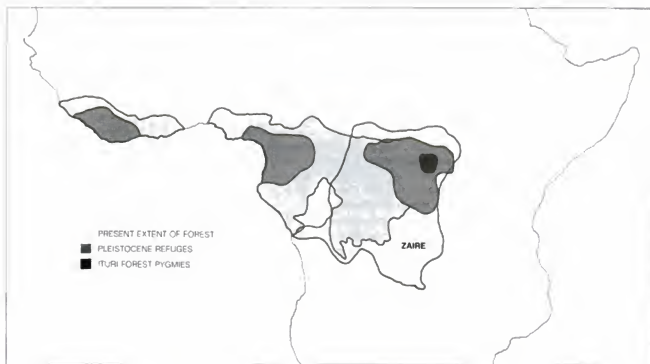 PRESENT EXTENT OF FOREST
PLEISTOCENE REFUGES
ITURI FOREST PYGMIES
ZAIRE